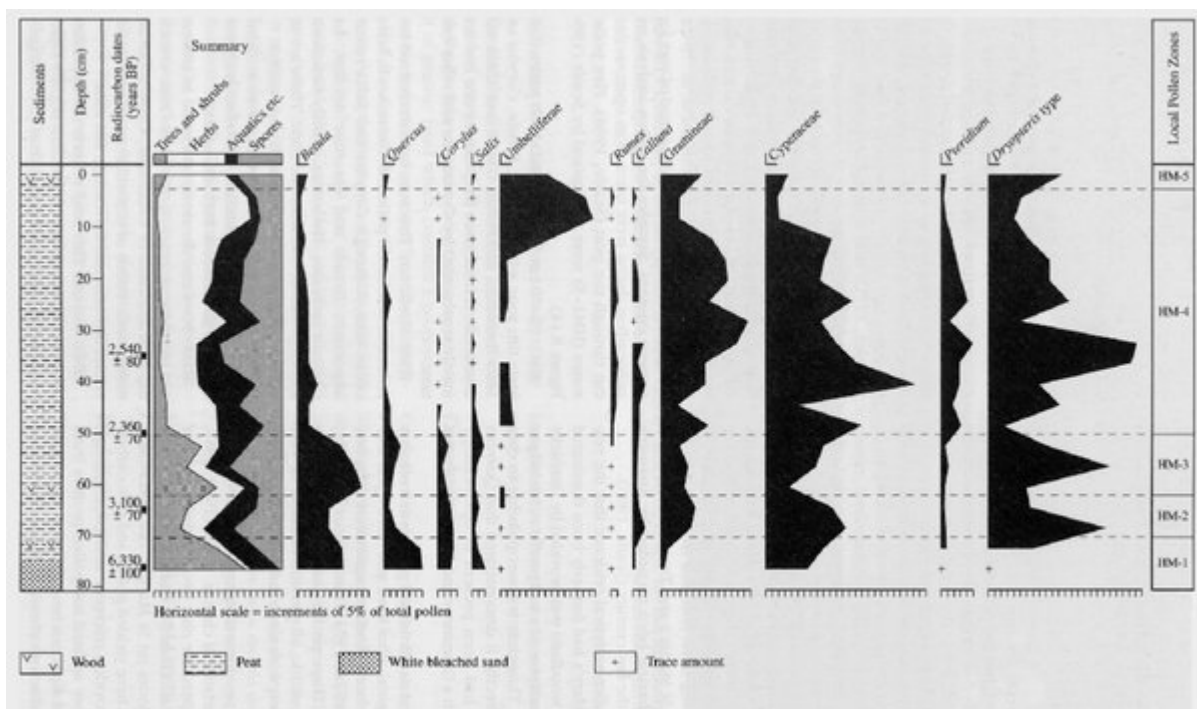 Sediments
Depth (cm)
Radiocarbon dates
(years BP)
Summary
Trees and shrubs
Herbs
Aquatics etc.
Spores
Betula
Quercus
Corylus
Salix
Umbelliferae
Rumex
Calluna
Gramineae
Cyperaceae
Pteridium
Dryopteris type
Local Pollen Zones
0
10
20
30
40
50
60
70
80
2,540
± 80
2,360
± 70
3,100
± 70
6,330
± 100
HM-5
HM-4
HM-3
HM-2
HM-1
Horizontal scale = increments of 5% of total pollen
Wood
Peat
White bleached sand
+ Trace amount